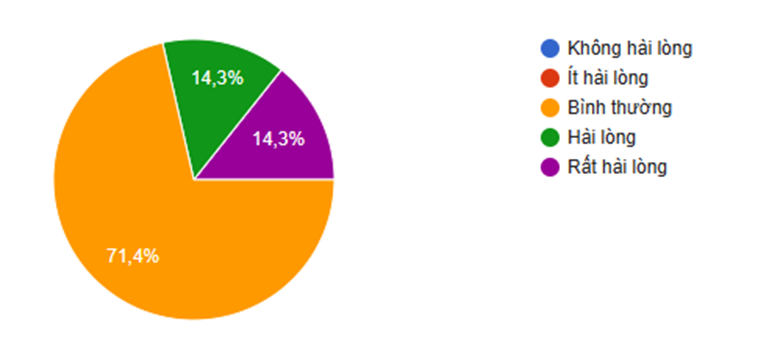 14,3%
14,3%
71,4%
Không hài lòng
Ít hài lòng
Bình thường
Hài lòng
Rất hài lòng